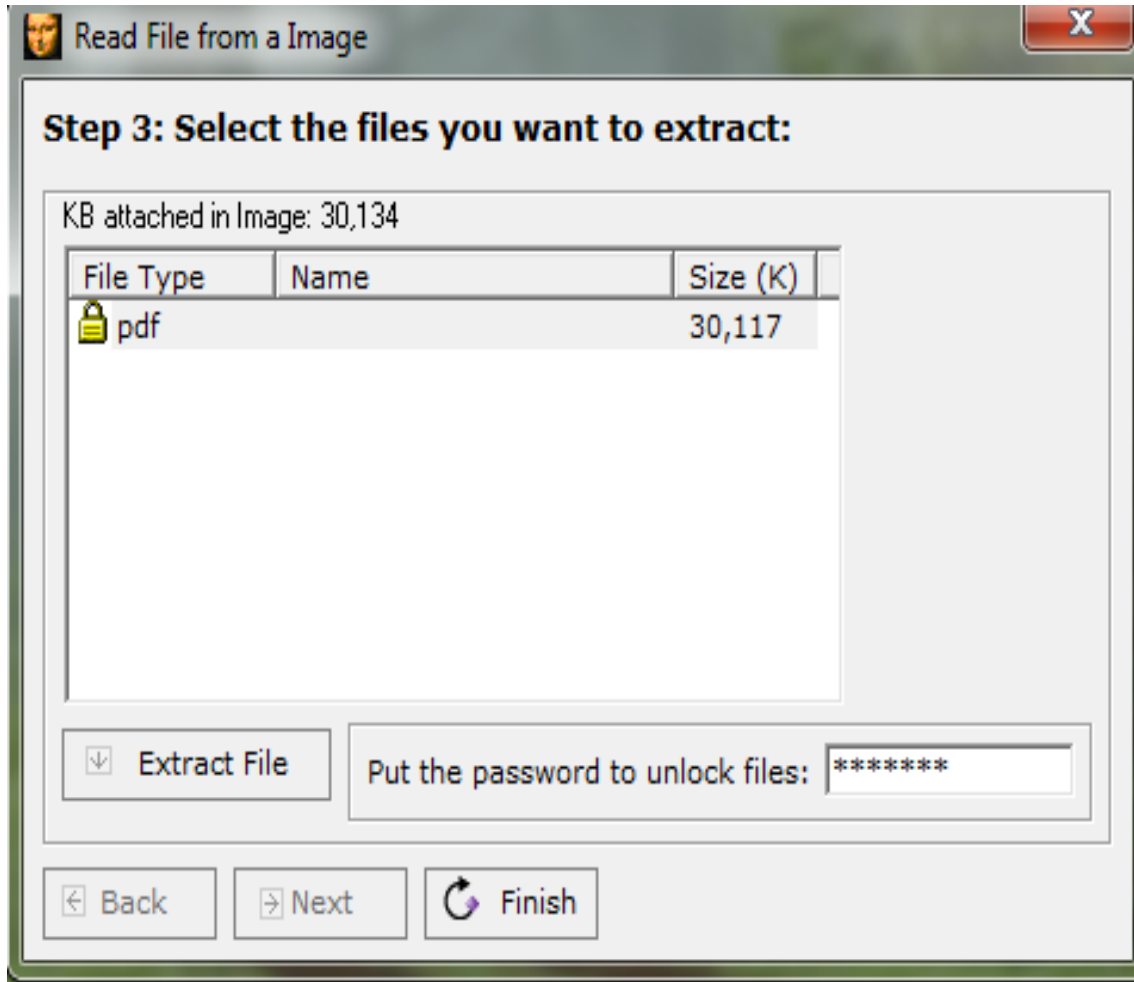 Read File from a Image
X
Step 3: Select the files you want to extract:
KB attached in Image: 30,134
File Type Name Size (K)
pdf 30,117
Extract File Put the password to unlock files: *******
Back Next Finish